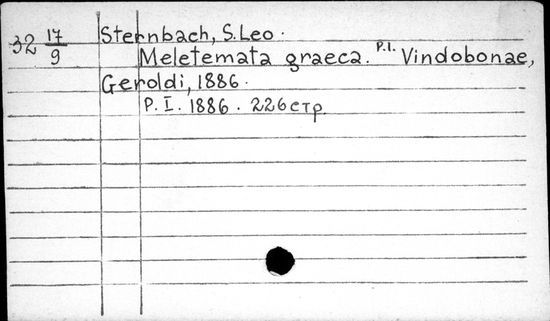 32 17/9 Sternbach, S. Leo.
Meletemata graeca. P.I. Vindobonae,
Geroldi, 1886.
P. I. 1886. 226 стр.